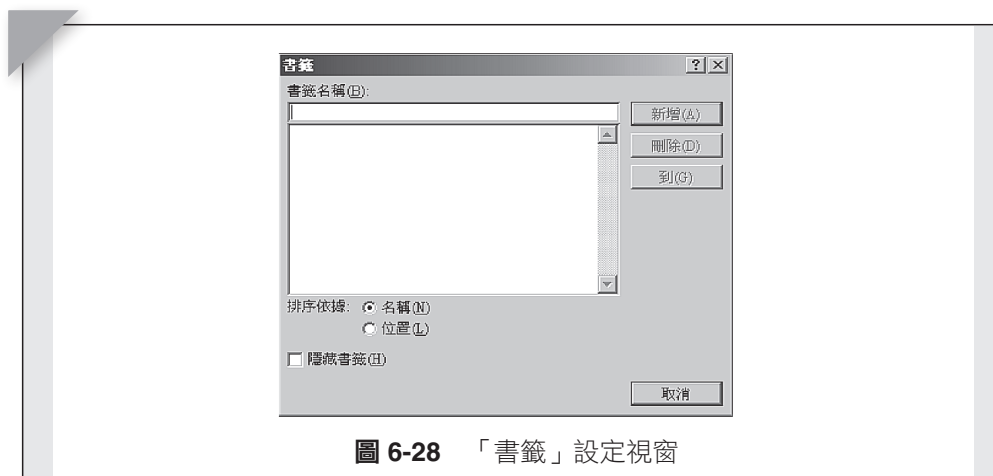 書籤
書籤名稱(B):
新增(A)
刪除(D)
到(G)
排序依據: 名稱(N)
位置(L)
隱藏書籤(H)
取消
圖 6-28 「書籤」設定視窗